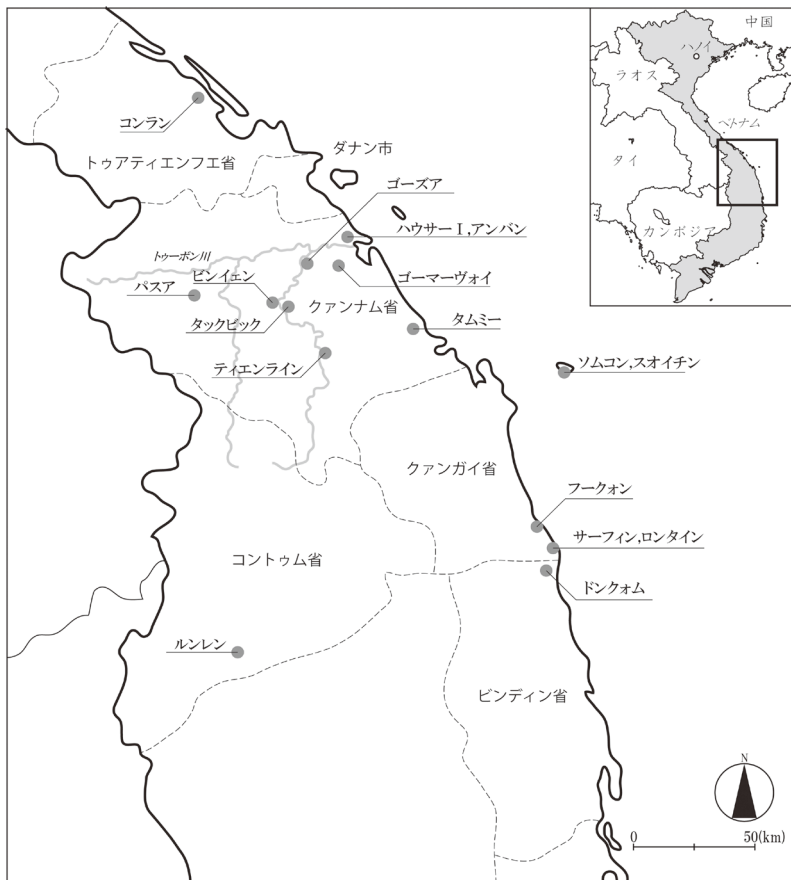 中国
ハノイ
ラオス
ベトナム
タイ
カンボジア
コンラン
トゥアティエンフエ省
ダナン市
ゴーズア
ハウサーⅠ,アンバン
トゥーボン川
ビンイェン
ゴーマーヴォイ
パスア
クァンナム省
タックビック
タムミー
ティエンライン
ソムコン,スオイチン
クァンガイ省
フークォン
サーフィン,ロンタイン
コントゥム省
ドンクォム
ルンレン
ビンディン省
N
0 50(km)